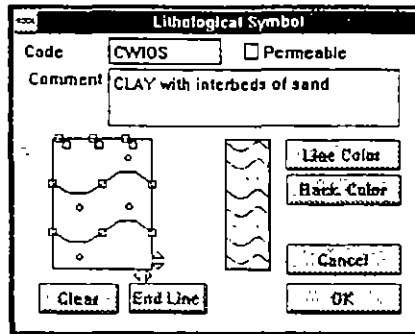 Lithological Symbol
Code CWIOS Permeable
Comment CLAY with interbeds of sand
Line Color
Back. Color
Cancel
Clear End Line OK